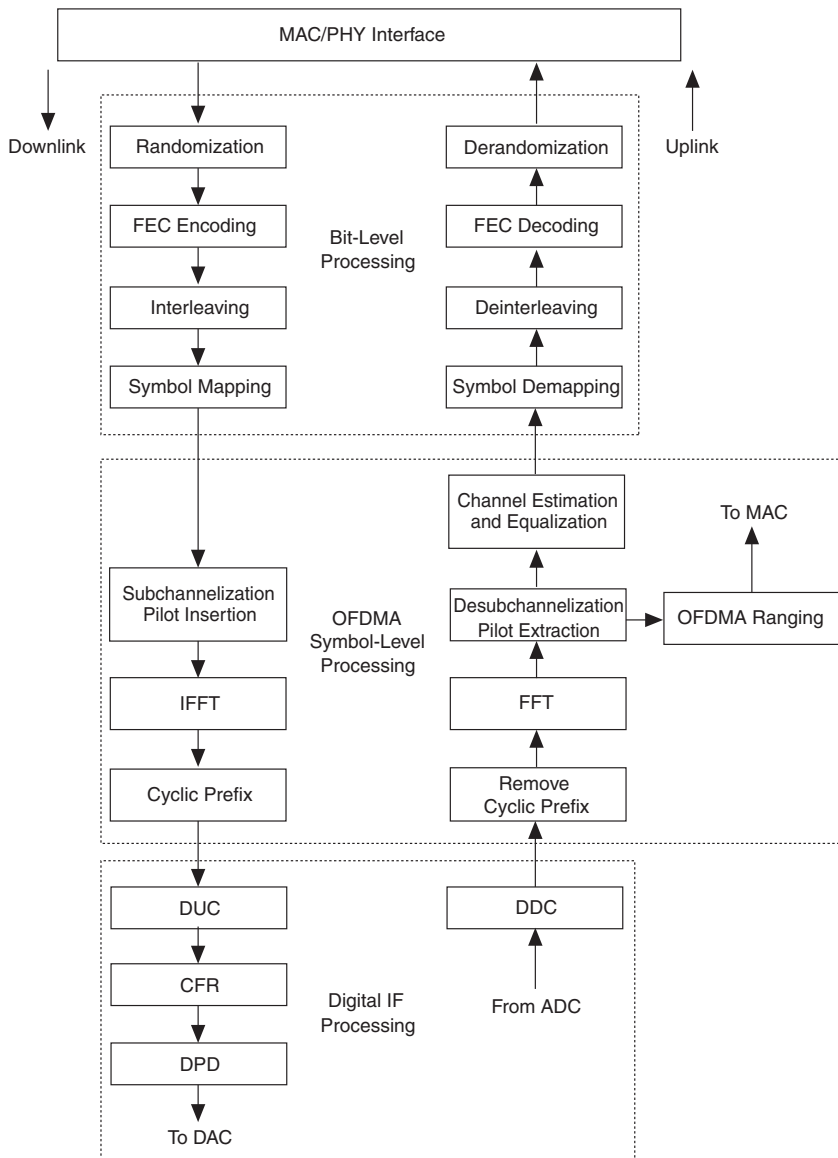 MAC/PHY Interface
Downlink
Uplink
Randomization
Derandomization
FEC Encoding
FEC Decoding
Bit-Level
Processing
Interleaving
Deinterleaving
Symbol Mapping
Symbol Demapping
Channel Estimation
and Equalization
To MAC
Subchannelization
Pilot Insertion
OFDMA
Symbol-Level
Processing
Desubchannelization
Pilot Extraction
OFDMA Ranging
IFFT
FFT
Cyclic Prefix
Remove
Cyclic Prefix
DUC
DDC
CFR
Digital IF
Processing
From ADC
DPD
To DAC